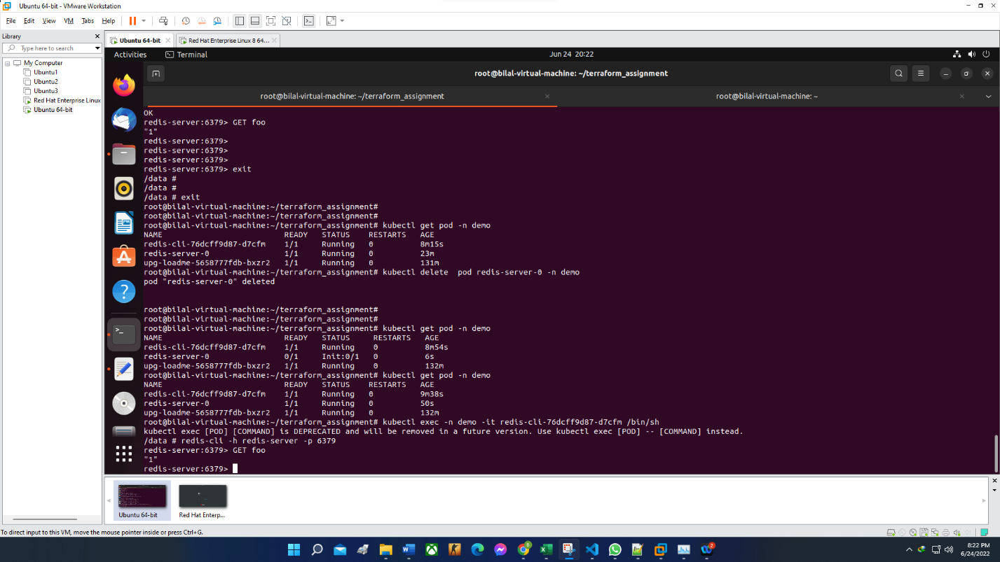 Ubuntu 64-bit - VMware Workstation
File Edit View VM Tabs Help
Library
Type here to search
My Computer
Ubuntu1
Ubuntu2
Ubuntu3
Red Hat Enterprise Linux
Ubuntu 64-bit
Ubuntu 64-bit
Red Hat Enterprise Linux 8 64...
Activities Terminal Jun 24 20:22
root@bilal-virtual-machine: ~/terraform_assignment
root@bilal-virtual-machine: ~/terraform_assignment
root@bilal-virtual-machine: ~
OK
redis-server:6379> GET foo
"1"
redis-server:6379>
redis-server:6379>
redis-server:6379>
redis-server:6379> exit
/data #
/data #
/data # exit
root@bilal-virtual-machine:~/terraform_assignment#
root@bilal-virtual-machine:~/terraform_assignment#
root@bilal-virtual-machine:~/terraform_assignment# kubectl get pod -n demo
NAME READY STATUS RESTARTS AGE
redis-cli-76dcff9d87-d7cfm 1/1 Running 0 8m15s
redis-server-0 1/1 Running 0 23m
upg-loadme-5658777fdb-bxzr2 1/1 Running 0 131m
root@bilal-virtual-machine:~/terraform_assignment# kubectl delete  pod redis-server-0 -n demo
pod "redis-server-0" deleted
root@bilal-virtual-machine:~/terraform_assignment#
root@bilal-virtual-machine:~/terraform_assignment#
root@bilal-virtual-machine:~/terraform_assignment# kubectl get pod -n demo
NAME READY STATUS RESTARTS AGE
redis-cli-76dcff9d87-d7cfm 1/1 Running 0 8m54s
redis-server-0 0/1 Init:0/1 0 6s
upg-loadme-5658777fdb-bxzr2 1/1 Running 0 132m
root@bilal-virtual-machine:~/terraform_assignment# kubectl get pod -n demo
NAME READY STATUS RESTARTS AGE
redis-cli-76dcff9d87-d7cfm 1/1 Running 0 9m38s
redis-server-0 1/1 Running 0 50s
upg-loadme-5658777fdb-bxzr2 1/1 Running 0 132m
root@bilal-virtual-machine:~/terraform_assignment# kubectl exec -n demo -it redis-cli-76dcff9d87-d7cfm /bin/sh
kubectl exec [POD] [COMMAND] is DEPRECATED and will be removed in a future version. Use kubectl exec [POD] -- [COMMAND] instead.
/data # redis-cli -h redis-server -p 6379
redis-server:6379> GET foo
"1"
redis-server:6379>
Ubuntu 64-bit
Red Hat Enterp...
To direct input to this VM, move the mouse pointer inside or press Ctrl+G.
8:22 PM
6/24/2022